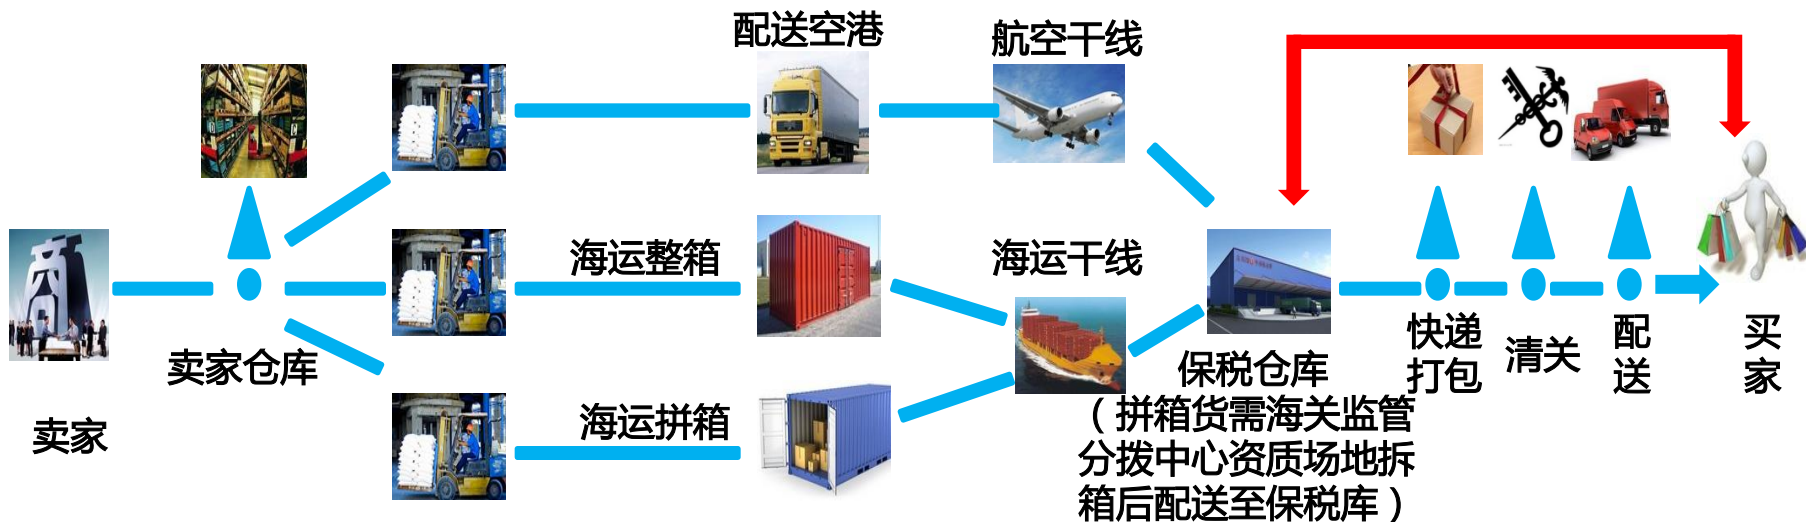 配送空港
航空干线
海运整箱
海运干线
卖家仓库
卖家
海运拼箱
保税仓库
（拼箱货需海关监管
分拨中心资质场地拆
箱后配送至保税库）
快递
打包
清关
配
送
买
家
商